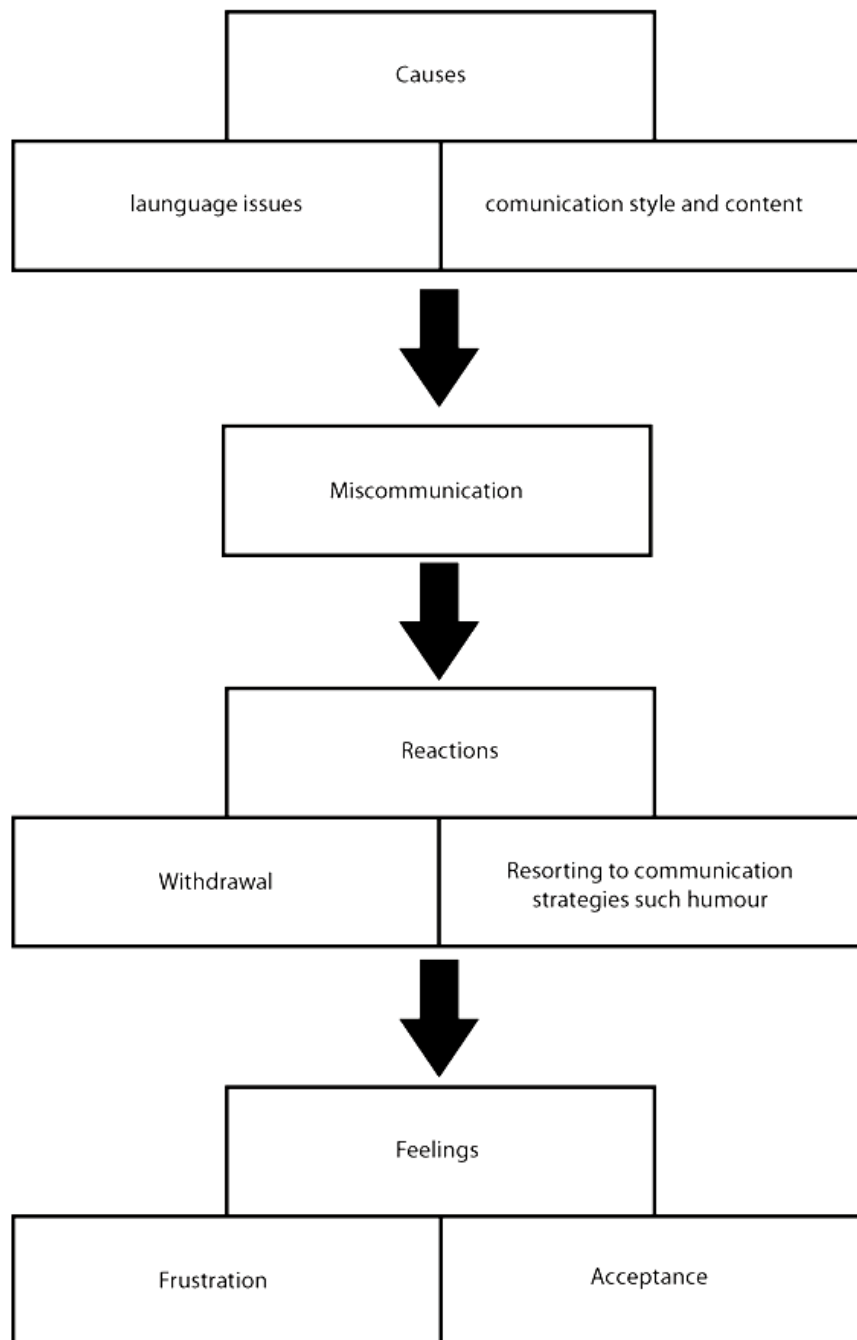 Causes
launguage issues
comunication style and content
Miscommunication
Reactions
Withdrawal
Resorting to communication
strategies such humour
Feelings
Frustration
Acceptance